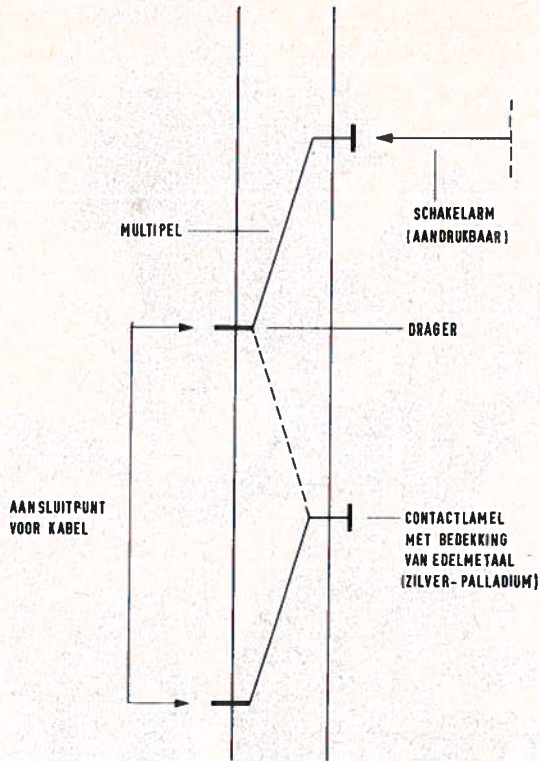 SCHAKELARM
(AANDRUKBAAR)
MULTIPEL
DRAGER
AANSLUITPUNT
VOOR KABEL
CONTACTLAMEL
MET BEDEKKING
VAN EDELMETAAL
(ZILVER-PALLADIUM)